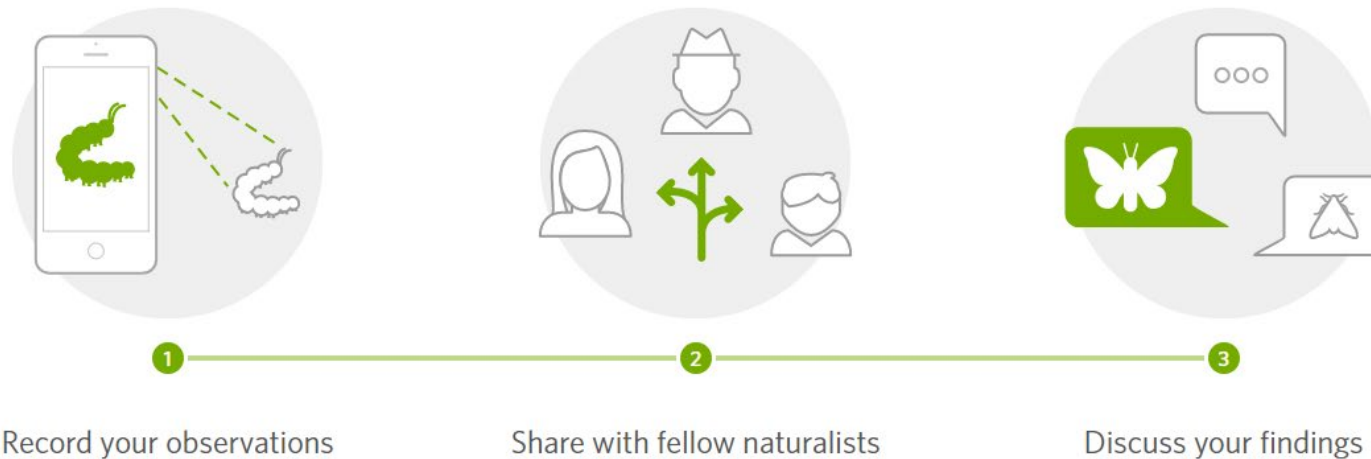 1
2
3
Record your observations
Share with fellow naturalists
Discuss your findings